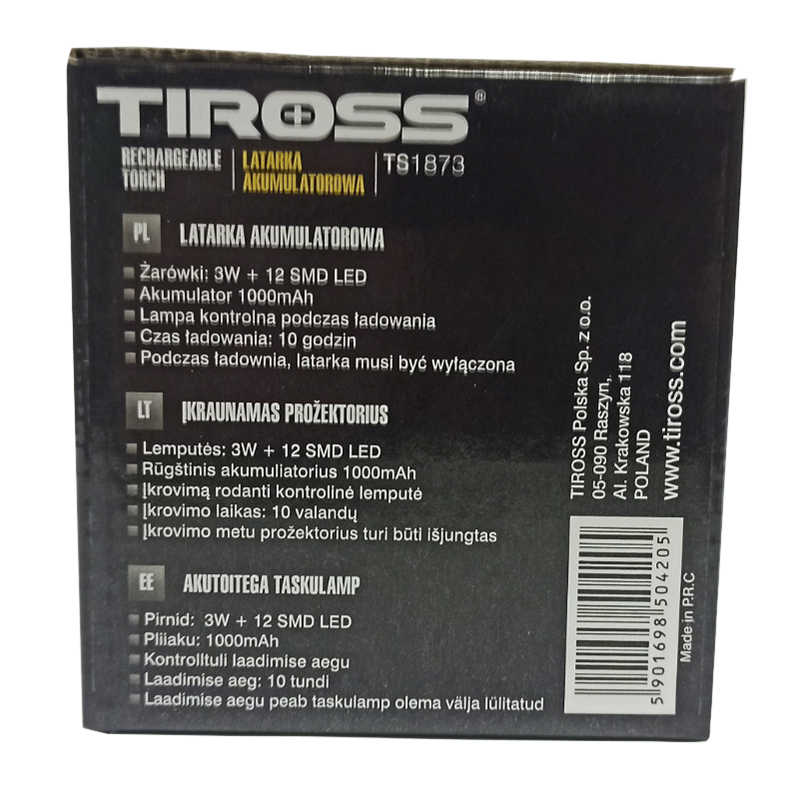 TIROSS®
RECHARGEABLE TORCH
LATARKA AKUMULATOROWA
TS1873
PL LATARKA AKUMULATOROWA
Żarówki: 3W + 12 SMD LED
Akumulator 1000mAh
Lampa kontrolna podczas ładowania
Czas ładowania: 10 godzin
Podczas ładownia, latarka musi być wyłączona
LT ĮKRAUNAMAS PROŽEKTORIUS
Lemputės: 3W + 12 SMD LED
Rūgštinis akumuliatorius 1000mAh
Įkrovimą rodanti kontrolinė lemputė
Įkrovimo laikas: 10 valandų
Įkrovimo metu prožektorius turi būti išjungtas
EE AKUTOITEGA TASKULAMP
Pirnid: 3W + 12 SMD LED
Pliiaku: 1000mAh
Kontrolltuli laadimise aegu
Laadimise aeg: 10 tundi
Laadimise aegu peab taskulamp olema välja lülitatud
TIROSS Polska Sp. z o.o.
05-090 Raszyn,
Al. Krakowska 118
POLAND
www.tiross.com
5 901698 504205
Made in P.R.C